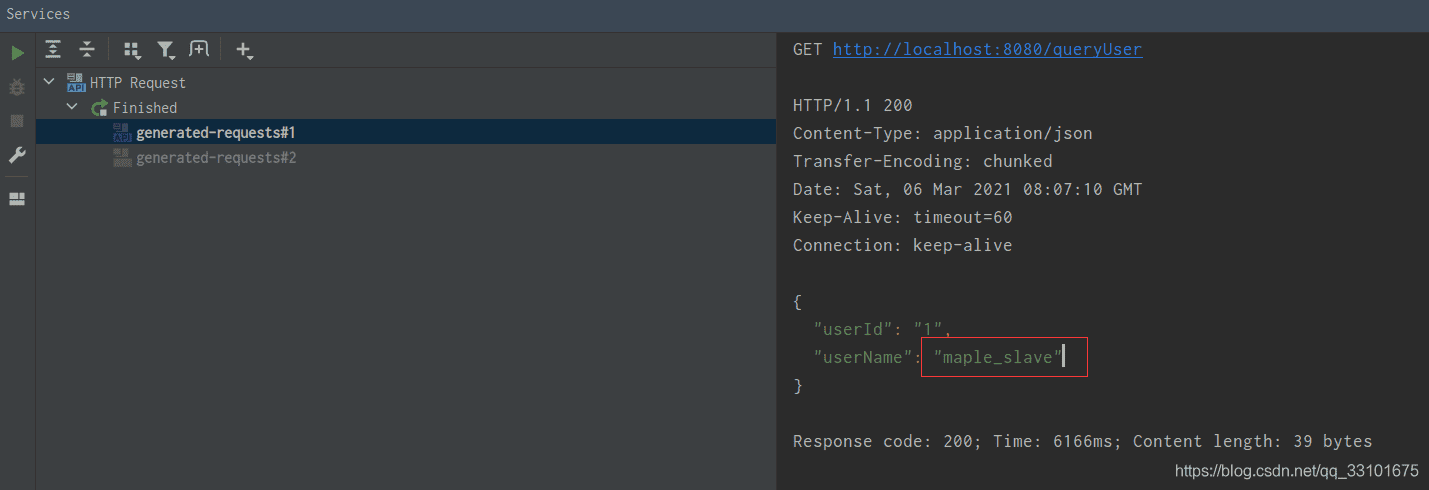 Services
HTTP Request
API
Finished
generated-requests#1
generated-requests#2
GET http://localhost:8080/queryUser
HTTP/1.1 200
Content-Type: application/json
Transfer-Encoding: chunked
Date: Sat, 06 Mar 2021 08:07:10 GMT
Keep-Alive: timeout=60
Connection: keep-alive
{
"userId": "1",
"userName": "maple_slave"
}
Response code: 200; Time: 6166ms; Content length: 39 bytes
https://blog.csdn.net/qq_33101675